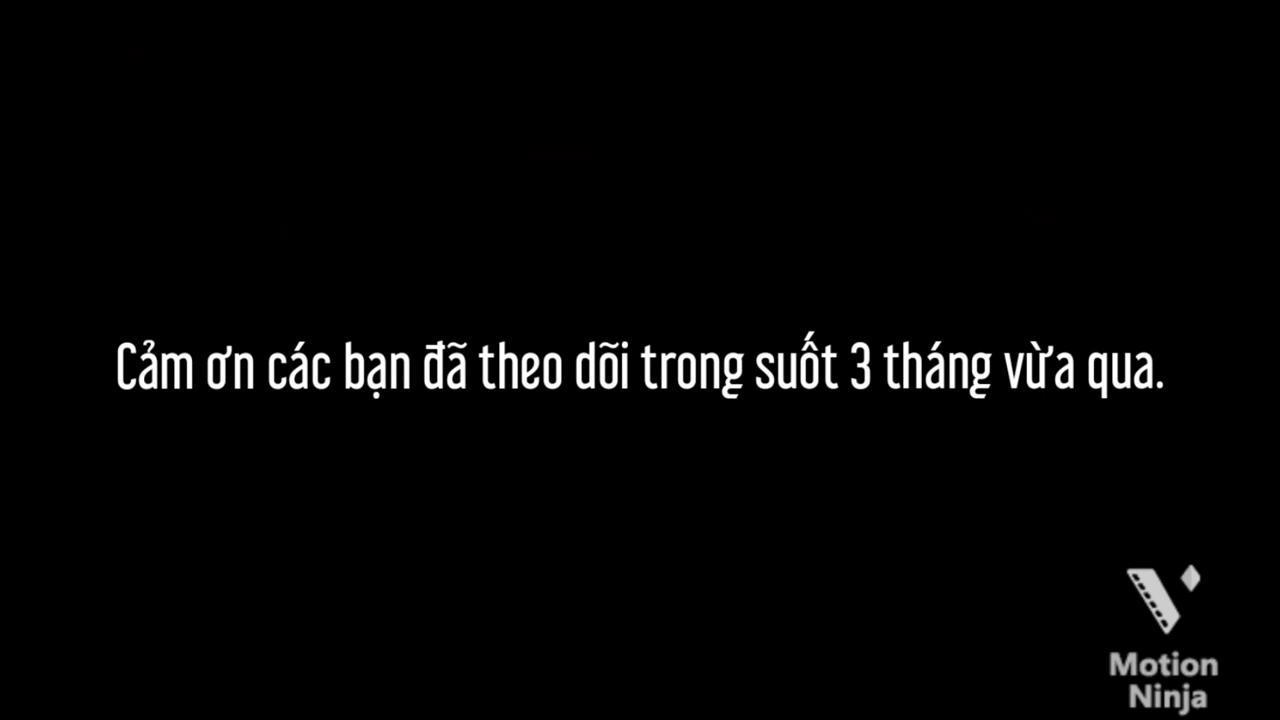 Cảm ơn các bạn đã theo dõi trong suốt 3 tháng vừa qua.
Motion
Ninja